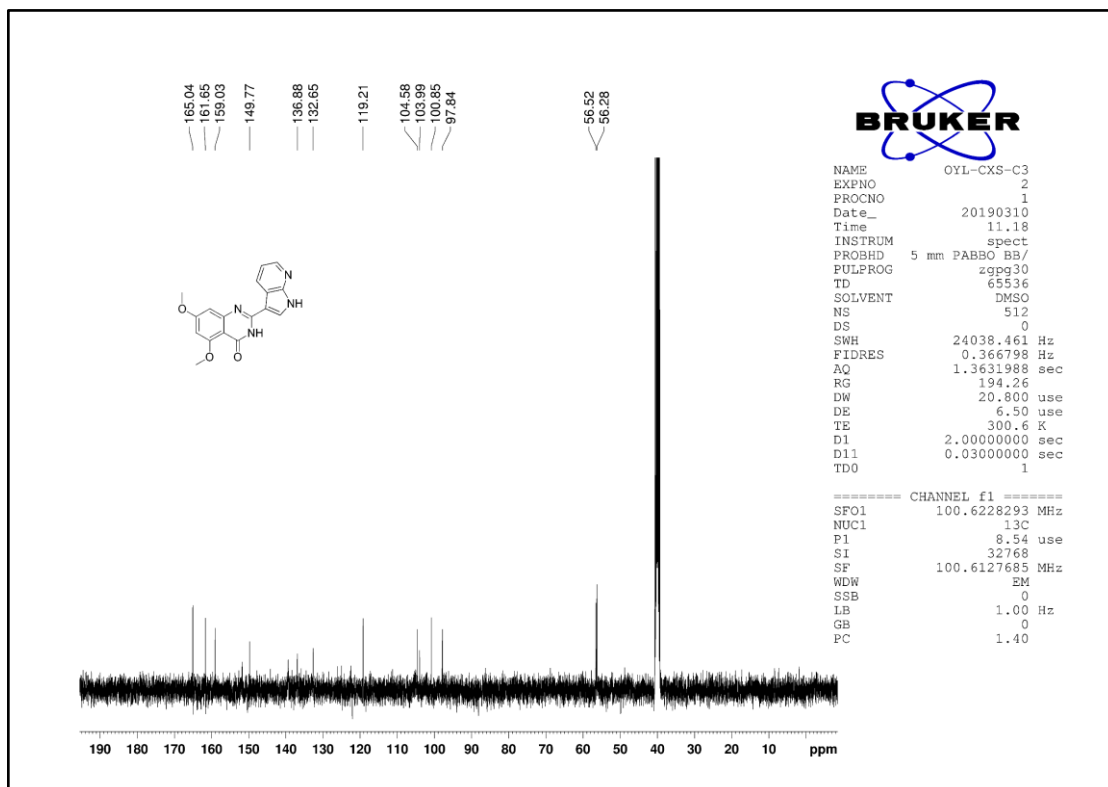 165.04
161.65
159.03
149.77
136.88
132.65
119.21
104.58
103.99
100.85
97.84
56.52
56.28
BRUKER
NAME OYL-CXS-C3
EXPNO 2
PROCNO 1
Date_ 20190310
Time 11.18
INSTRUM spect
PROBHD 5 mm PABBO BB/
PULPROG zgpg30
TD 65536
SOLVENT DMSO
NS 512
DS 0
SWH 24038.461 Hz
FIDRES 0.366798 Hz
AQ 1.3631988 sec
RG 194.26
DW 20.800 use
DE 6.50 use
TE 300.6 K
D1 2.00000000 sec
D11 0.03000000 sec
TD0 1
======== CHANNEL f1 ========
SFO1 100.6228293 MHz
NUC1 13C
P1 8.54 use
SI 32768
SF 100.6127685 MHz
WDW EM
SSB 0
LB 1.00 Hz
GB 0
PC 1.40
N
N
NH
O
NH
O
O
190 180 170 160 150 140 130 120 110 100 90 80 70 60 50 40 30 20 10 ppm